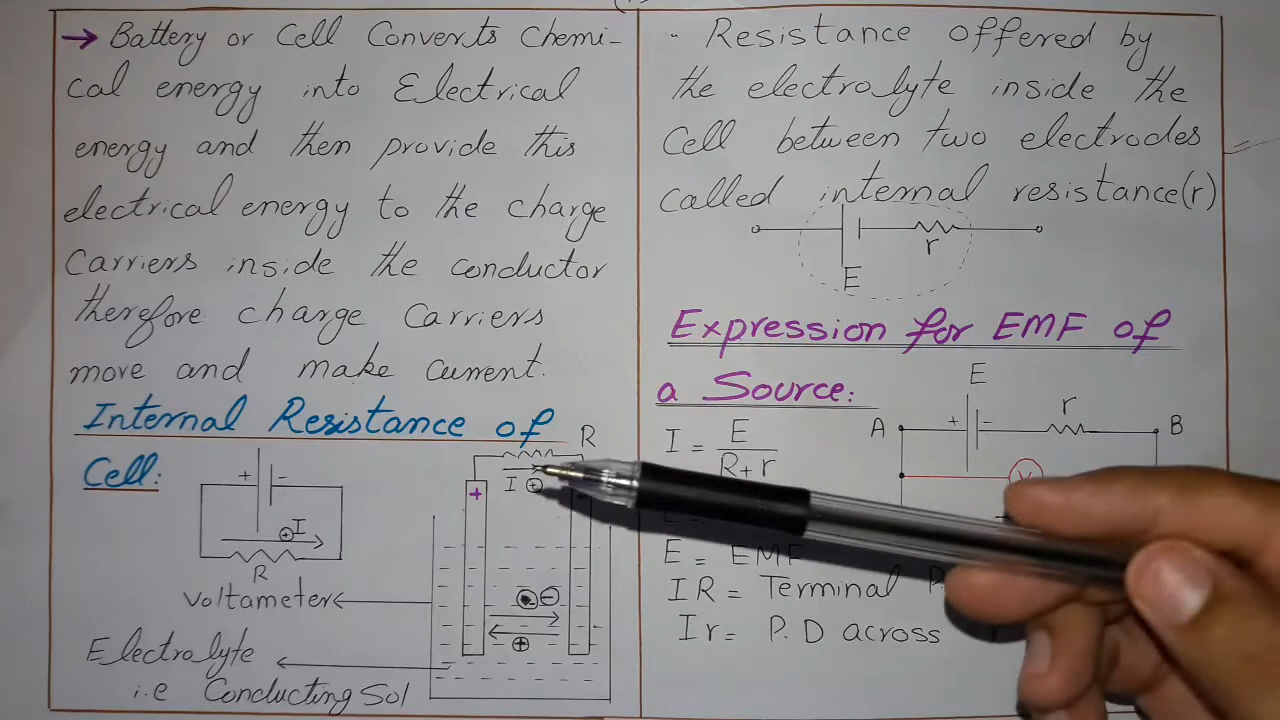 → Battery or Cell Converts Chemi-
cal energy into Electrical
energy and then provide this
electrical energy to the charge
Carriers inside the conductor
therefore charge Carriers
move and make current.
Internal Resistance of
Cell:
+ -
I
R
R
+
I
+
-
+
Voltameter
Electrolyte
i.e Conducting Sol
Resistance offered by
the electrolyte inside the
Cell between two electrodes
called internal resistance(r)
E
r
Expression for EMF of
a Source:
E
A + - r B
V
I = E
R+r
E = EMF
IR = Terminal P.
Ir = P.D across